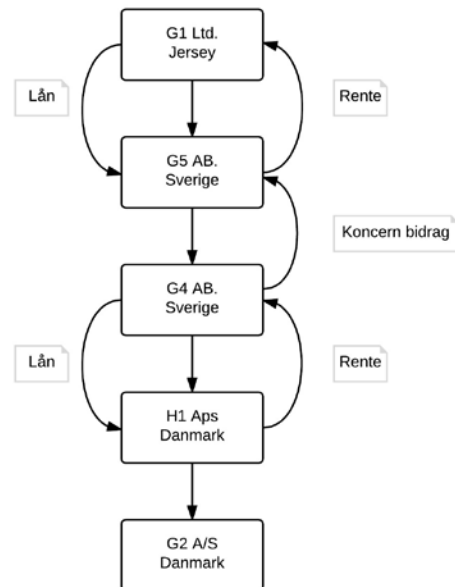 G1 Ltd.
Jersey
Lån
Rente
G5 AB.
Sverige
Koncern bidrag
G4 AB.
Sverige
Lån
Rente
H1 Aps
Danmark
G2 A/S
Danmark